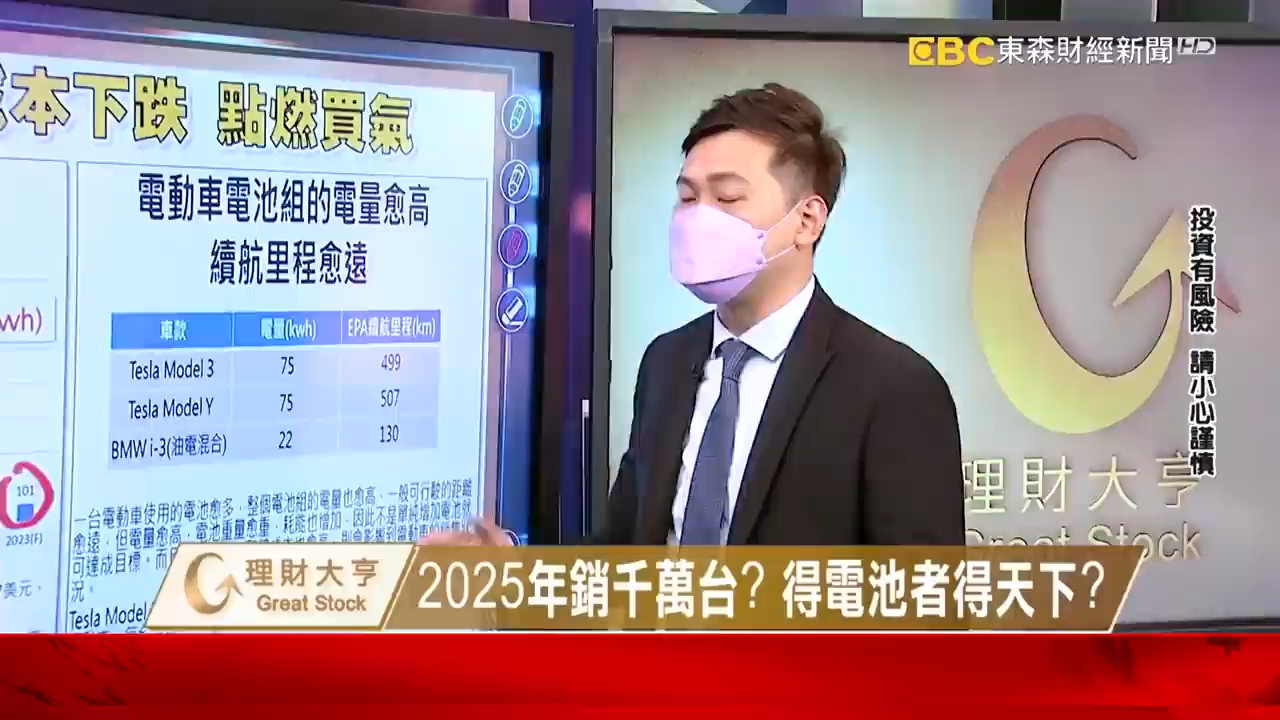 EBC 東森財經新聞 HD
本下跌 點燃買氣
電動車電池組的電量愈高
續航里程愈遠
wh)
車款 電量(kwh) EPA續航里程(km)
Tesla Model 3 75 499
Tesla Model Y 75 507
BMW i-3(油電混合) 22 130
101
2023(F)
美元,
一台電動車使用的電池愈多,整個電池組的電量也愈高,一般可行駛的距離
愈遠,但電量愈高,電池重量愈重,耗能也增加,因此不是單純增加電池就
可達成目標。而
況。
Tesla Model
投資有風險 請小心謹慎
理財大亨
Great Stock
理財大亨
Great Stock
2025年銷千萬台? 得電池者得天下?